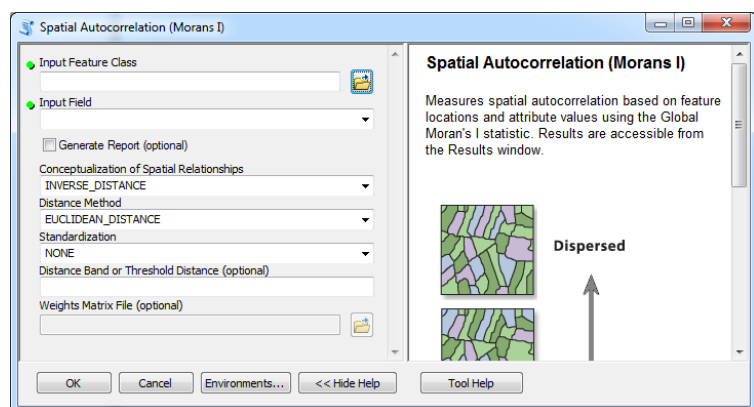 Spatial Autocorrelation (Morans I)
Input Feature Class
Input Field
Generate Report (optional)
Conceptualization of Spatial Relationships
INVERSE_DISTANCE
Distance Method
EUCLIDEAN_DISTANCE
Standardization
NONE
Distance Band or Threshold Distance (optional)
Weights Matrix File (optional)
Spatial Autocorrelation (Morans I)
Measures spatial autocorrelation based on feature
locations and attribute values using the Global
Moran's I statistic. Results are accessible from
the Results window.
Dispersed
OK
Cancel
Environments...
<< Hide Help
Tool Help